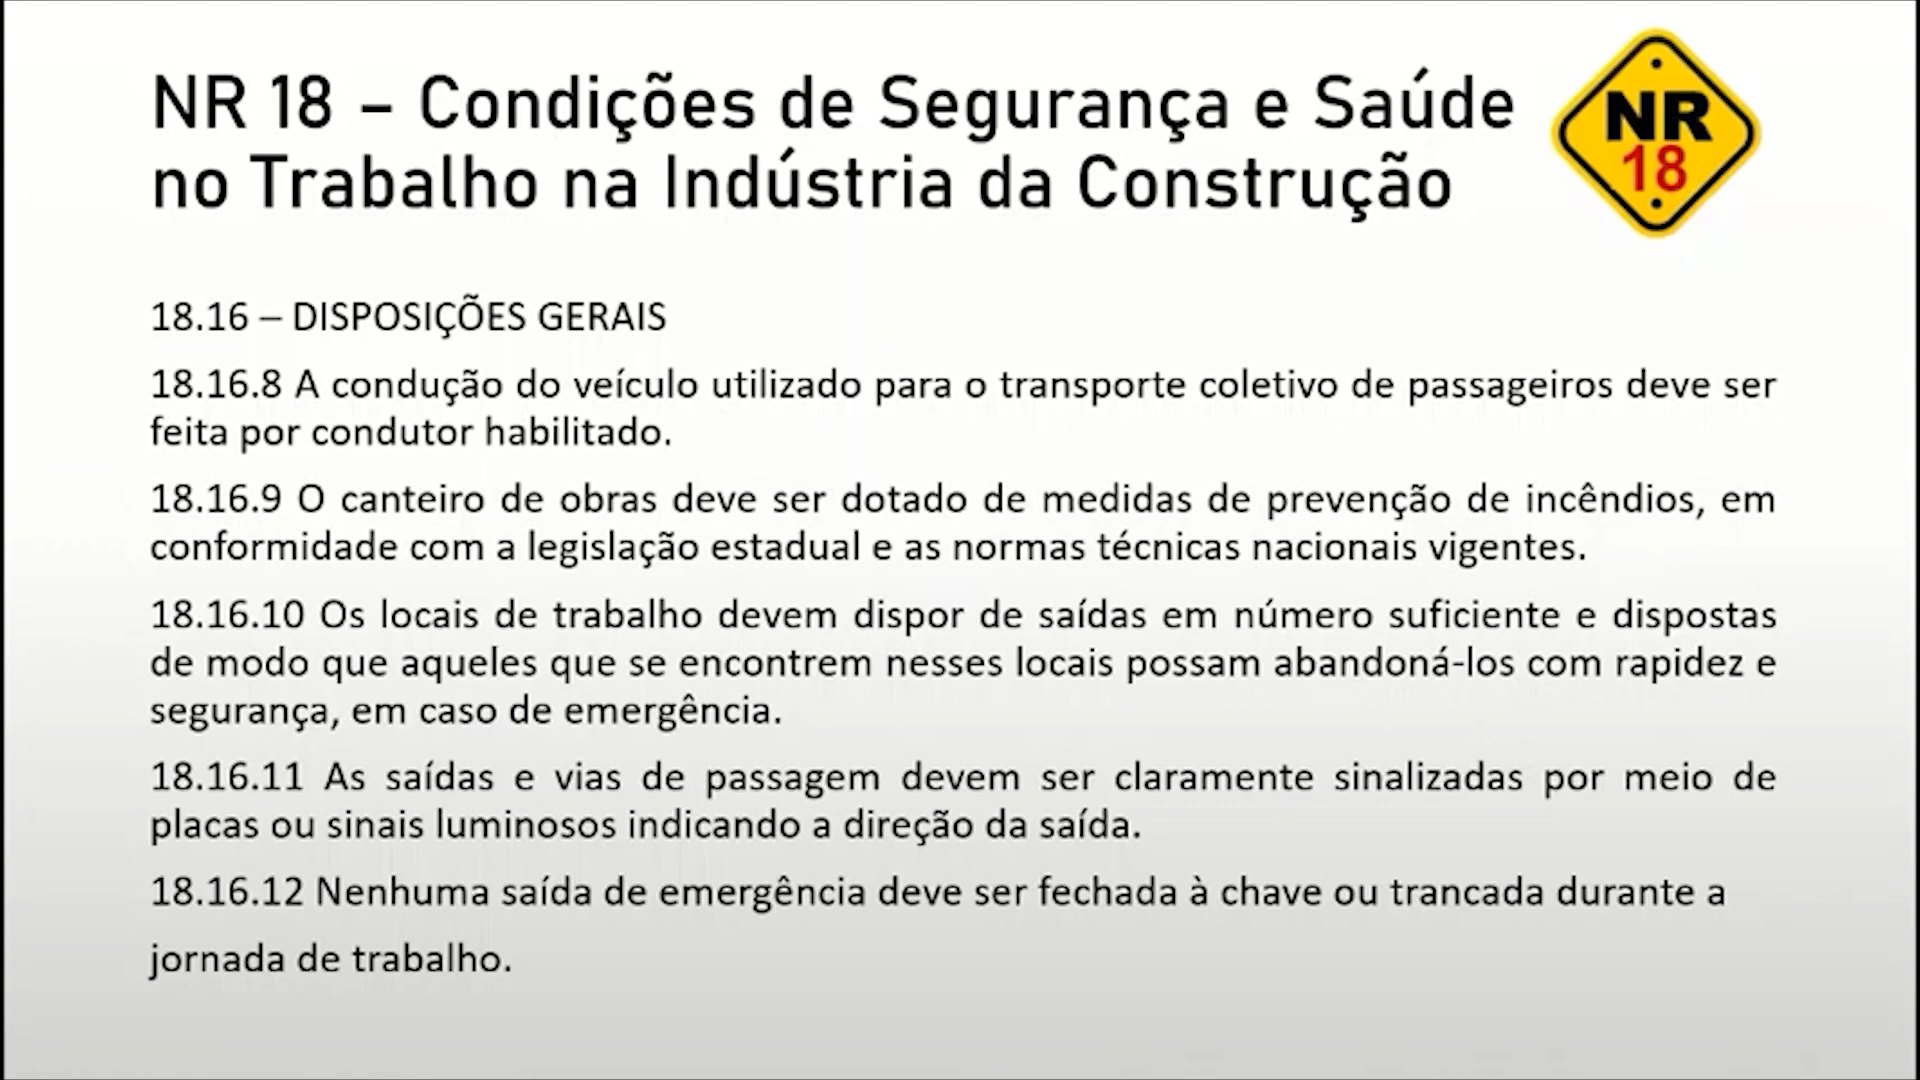 NR 18 – Condições de Segurança e Saúde
no Trabalho na Indústria da Construção
NR
18
18.16 – DISPOSIÇÕES GERAIS
18.16.8 A condução do veículo utilizado para o transporte coletivo de passageiros deve ser
feita por condutor habilitado.
18.16.9 O canteiro de obras deve ser dotado de medidas de prevenção de incêndios, em
conformidade com a legislação estadual e as normas técnicas nacionais vigentes.
18.16.10 Os locais de trabalho devem dispor de saídas em número suficiente e dispostas
de modo que aqueles que se encontrem nesses locais possam abandoná-los com rapidez e
segurança, em caso de emergência.
18.16.11 As saídas e vias de passagem devem ser claramente sinalizadas por meio de
placas ou sinais luminosos indicando a direção da saída.
18.16.12 Nenhuma saída de emergência deve ser fechada à chave ou trancada durante a
jornada de trabalho.